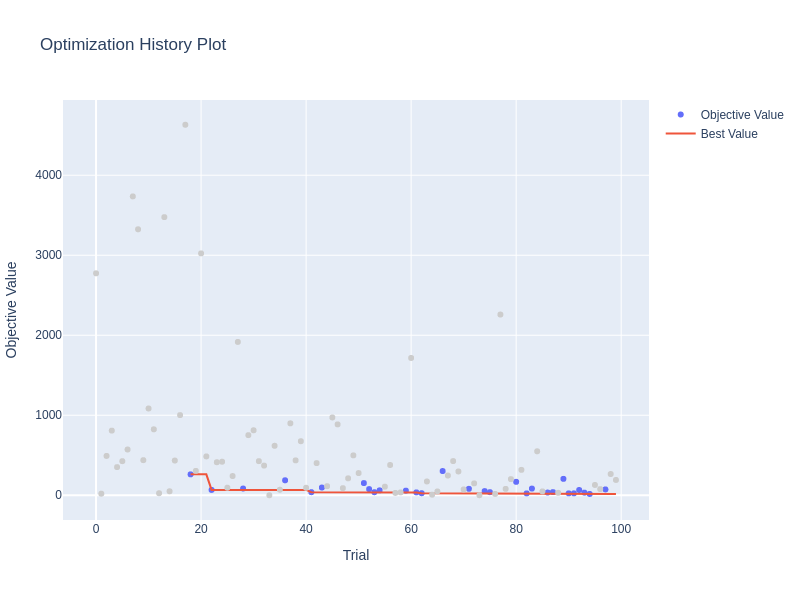 Optimization History Plot
Objective Value
Best Value
4000
3000
2000
1000
0
Objective Value
0
20
40
60
80
100
Trial